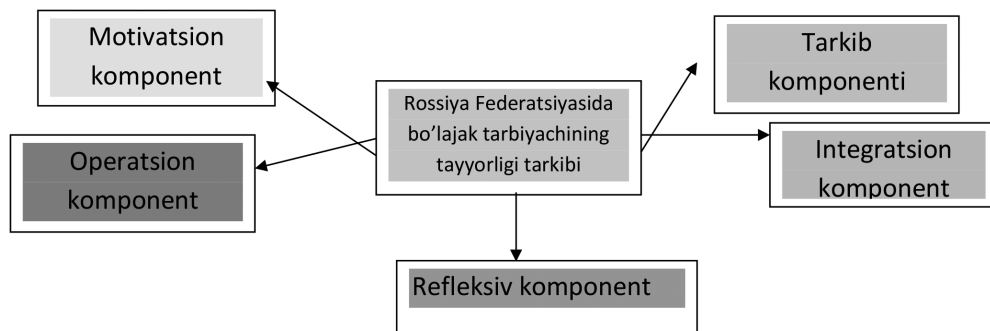 Motivatsion
komponent
Tarkib
komponenti
Rossiya Federatsiyasida
bo'lajak tarbiyachining
tayyorligi tarkibi
Operatsion
komponent
Integratsion
komponent
Refleksiv komponent